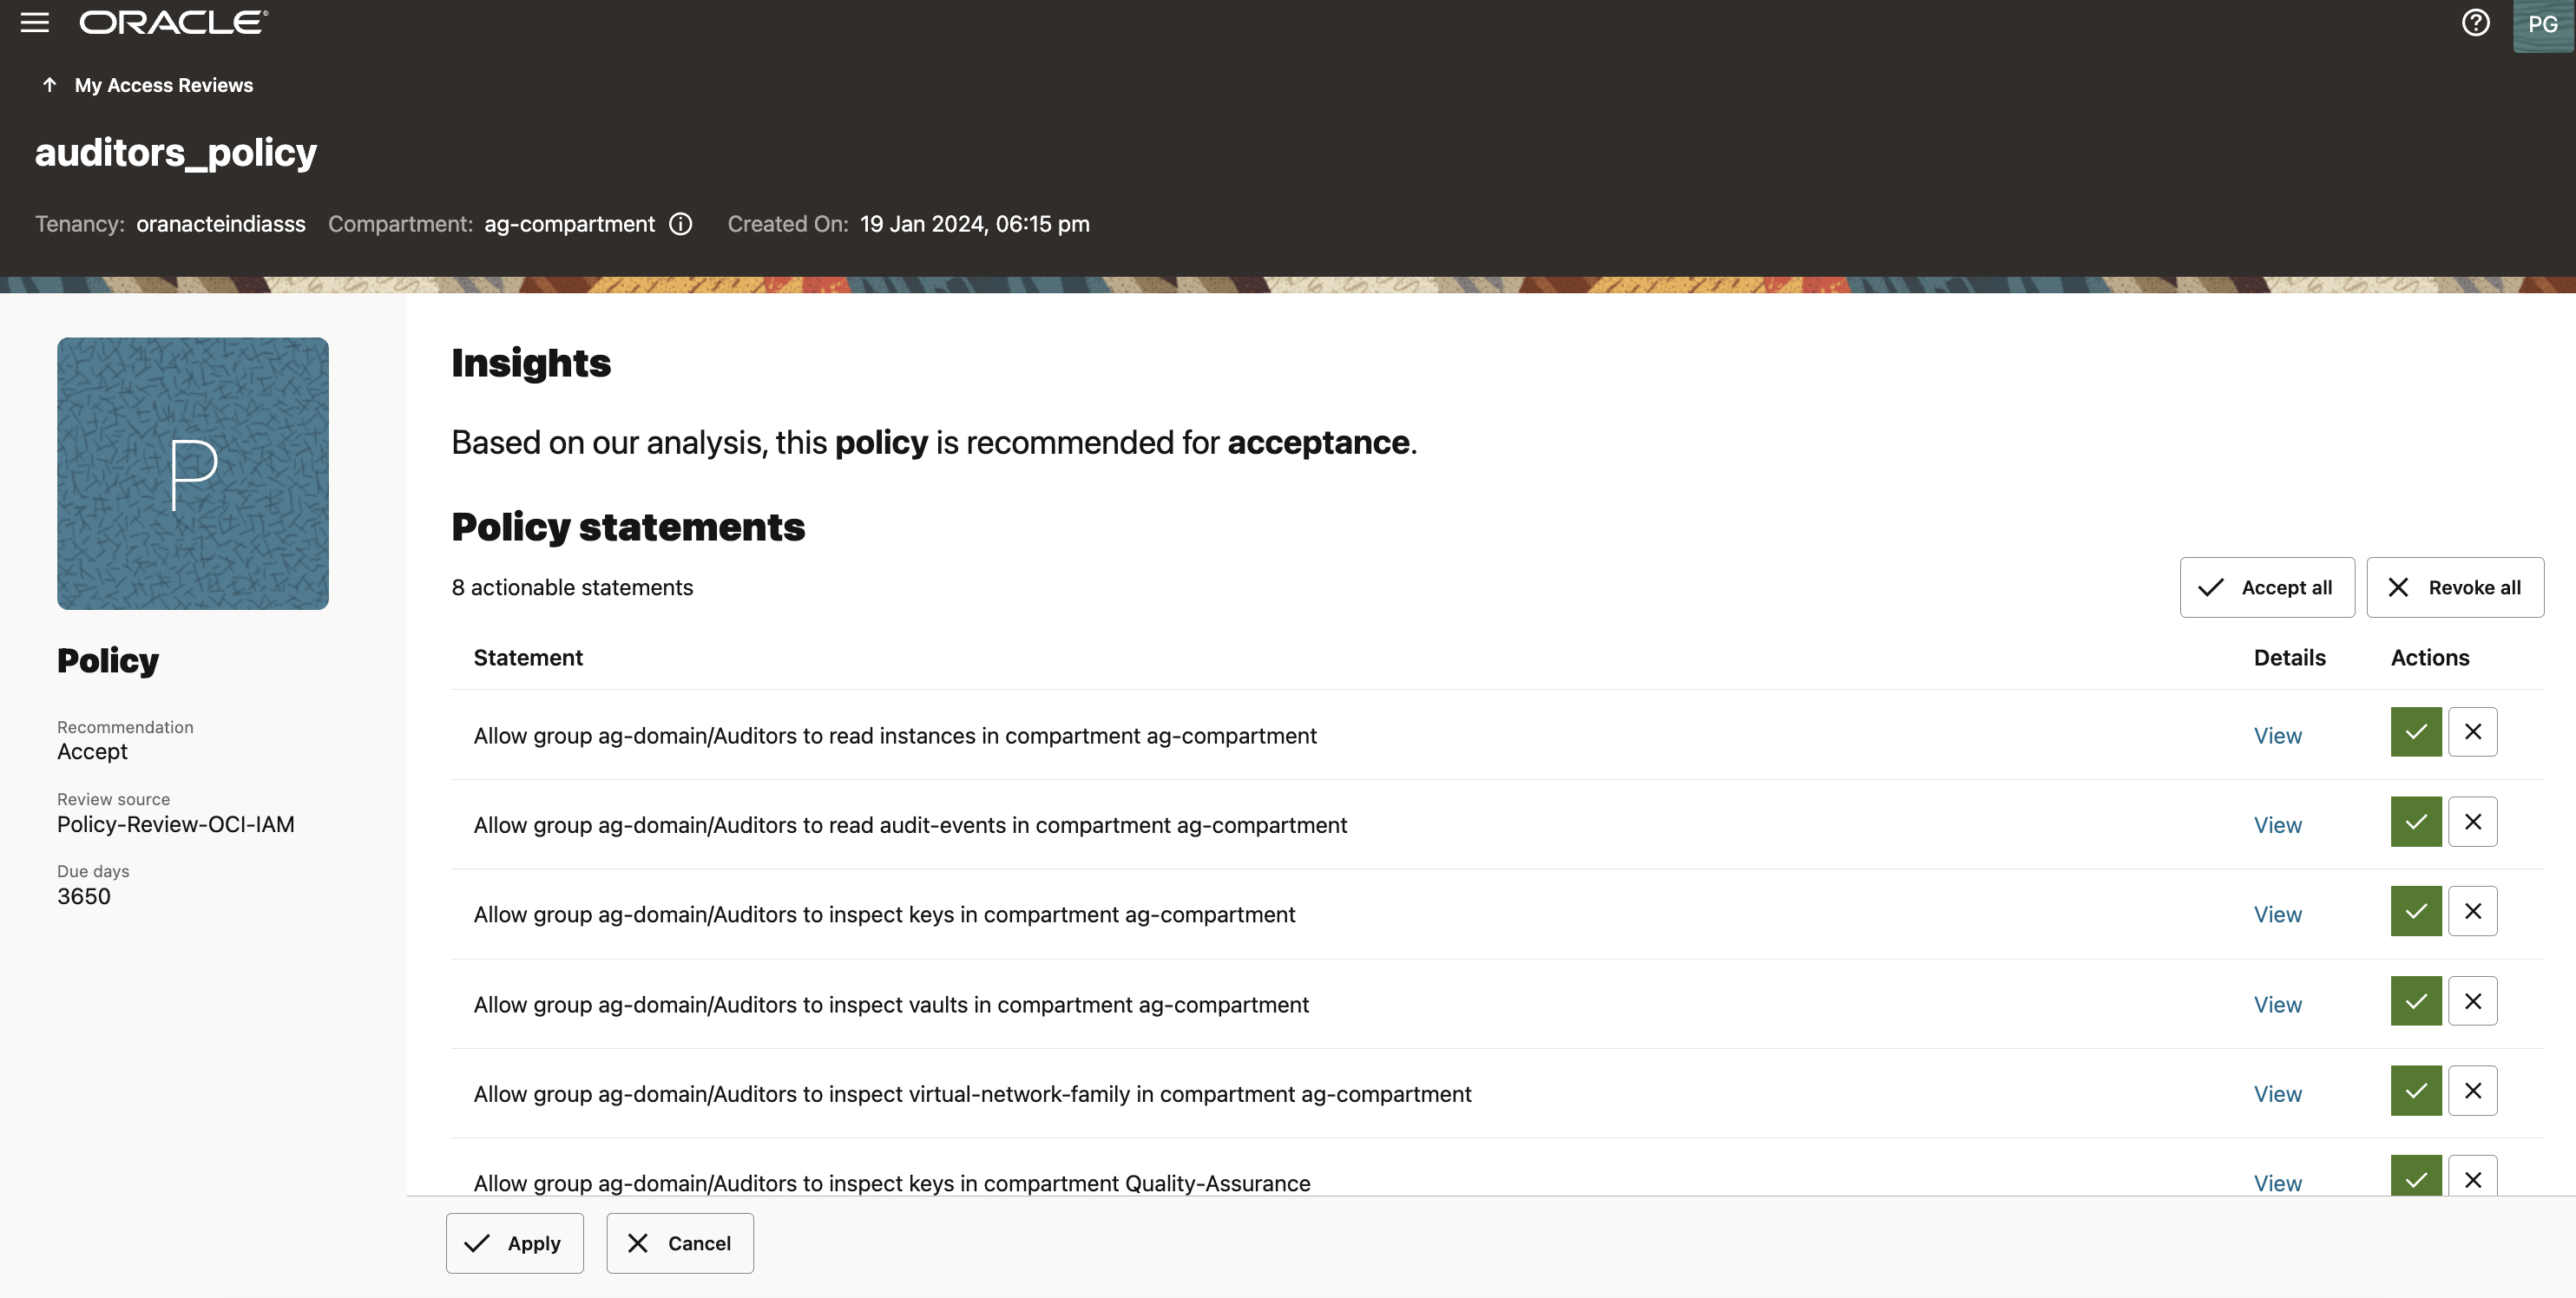 ORACLE
PG
My Access Reviews
auditors_policy
Tenancy: oranacteindiasss Compartment: ag-compartment Created On: 19 Jan 2024, 06:15 pm
P
Policy
Recommendation
Accept
Review source
Policy-Review-OCI-IAM
Due days
3650
Insights
Based on our analysis, this policy is recommended for acceptance.
Policy statements
8 actionable statements
Accept all
Revoke all
Statement Details Actions
Allow group ag-domain/Auditors to read instances in compartment ag-compartment View
Allow group ag-domain/Auditors to read audit-events in compartment ag-compartment View
Allow group ag-domain/Auditors to inspect keys in compartment ag-compartment View
Allow group ag-domain/Auditors to inspect vaults in compartment ag-compartment View
Allow group ag-domain/Auditors to inspect virtual-network-family in compartment ag-compartment View
Allow group ag-domain/Auditors to inspect keys in compartment Quality-Assurance View
Apply
Cancel